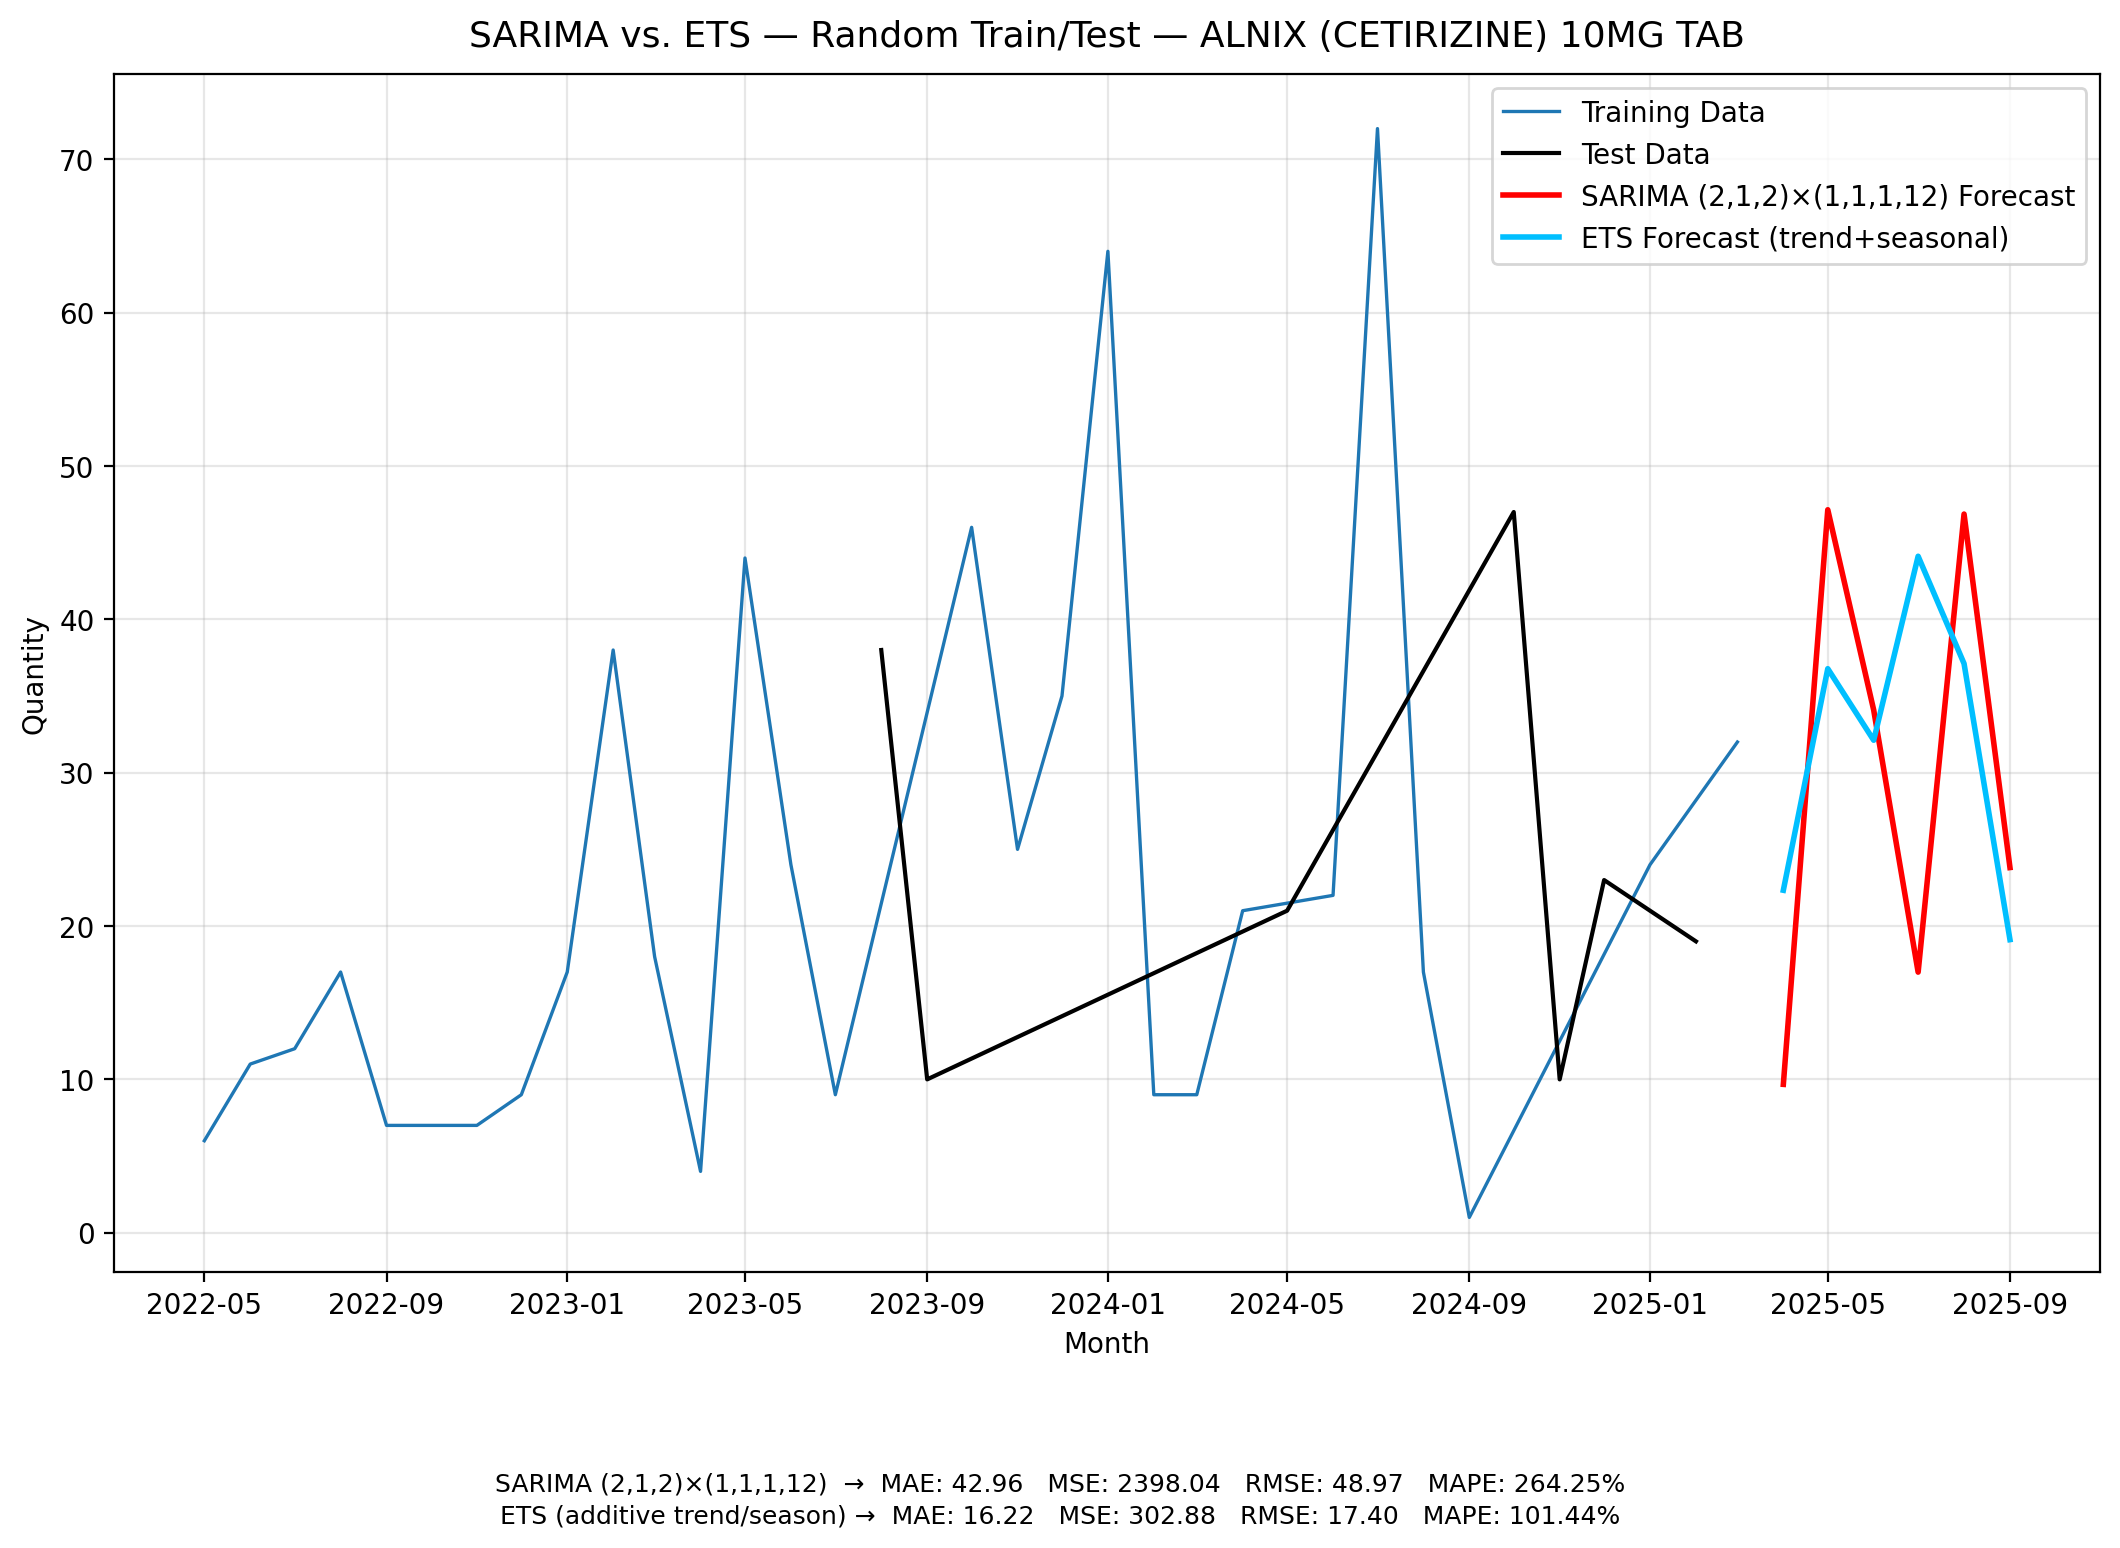 SARIMA vs. ETS — Random Train/Test — ALNIX (CETIRIZINE) 10MG TAB
Training Data
Test Data
SARIMA (2,1,2)×(1,1,1,12) Forecast
ETS Forecast (trend+seasonal)
Quantity
70
60
50
40
30
20
10
0
2022-05 2022-09 2023-01 2023-05 2023-09 2024-01 2024-05 2024-09 2025-01 2025-05 2025-09
Month
SARIMA (2,1,2)×(1,1,1,12) → MAE: 42.96 MSE: 2398.04 RMSE: 48.97 MAPE: 264.25%
ETS (additive trend/season) → MAE: 16.22 MSE: 302.88 RMSE: 17.40 MAPE: 101.44%